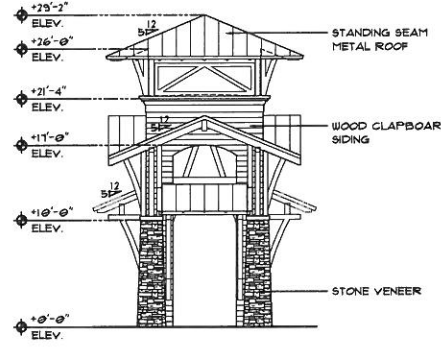 +29'-2"
ELEV.
12
5
STANDING SEAM
METAL ROOF
+26'-0"
ELEV.
+21'-4"
ELEV.
12
5
WOOD CLAPBOAR
SIDING
+17'-0"
ELEV.
12
5
+10'-0"
ELEV.
STONE VENEER
+0'-0"
ELEV.